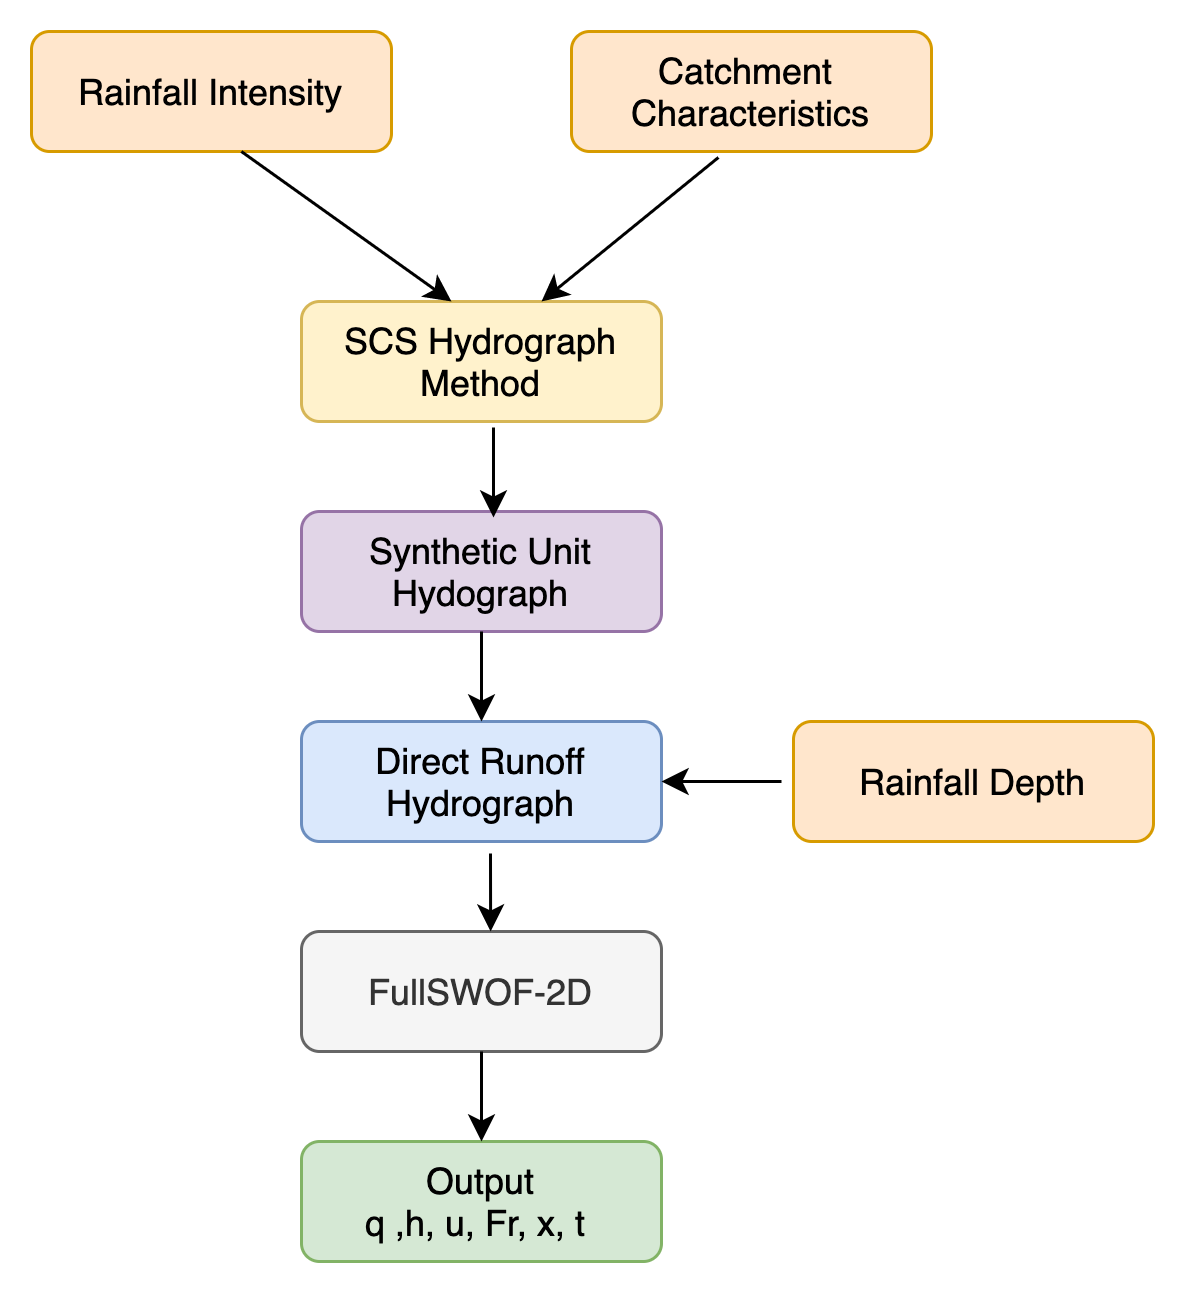 Rainfall Intensity
Catchment
Characteristics
SCS Hydrograph
Method
Synthetic Unit
Hydograph
Direct Runoff
Hydrograph
Rainfall Depth
FullSWOF-2D
Output
q ,h, u, Fr, x, t